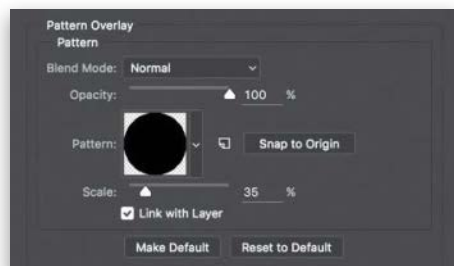 Pattern Overlay
Pattern
Blend Mode: Normal
Opacity: 100 %
Pattern: Snap to Origin
Scale: 35 %
Link with Layer
Make Default Reset to Default